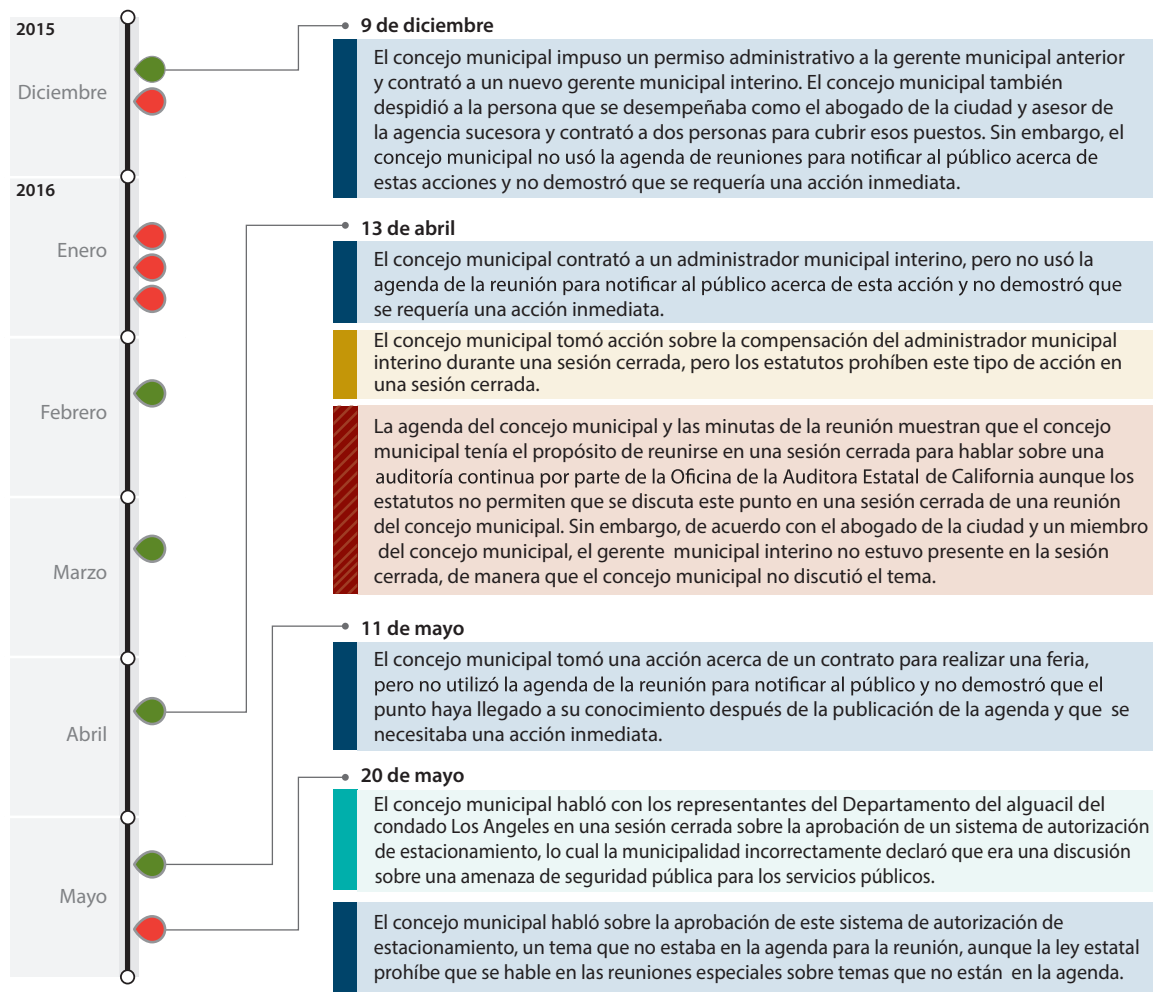 2015
Diciembre
9 de diciembre
El concejo municipal impuso un permiso administrativo a la gerente municipal anterior
y contrató a un nuevo gerente municipal interino. El concejo municipal también
despidió a la persona que se desempeñaba como el abogado de la ciudad y asesor de
la agencia sucesora y contrató a dos personas para cubrir esos puestos. Sin embargo, el
concejo municipal no usó la agenda de reuniones para notificar al público acerca de
estas acciones y no demostró que se requería una acción inmediata.
2016
Enero
Febrero
Marzo
Abril
Mayo
13 de abril
El concejo municipal contrató a un administrador municipal interino, pero no usó la
agenda de la reunión para notificar al público acerca de esta acción y no demostró que
se requería una acción inmediata.
El concejo municipal tomó acción sobre la compensación del administrador municipal
interino durante una sesión cerrada, pero los estatutos prohíben este tipo de acción en
una sesión cerrada.
La agenda del concejo municipal y las minutas de la reunión muestran que el concejo
municipal tenía el propósito de reunirse en una sesión cerrada para hablar sobre una
auditoría continua por parte de la Oficina de la Auditora Estatal de California aunque los
estatutos no permiten que se discuta este punto en una sesión cerrada de una reunión
del concejo municipal. Sin embargo, de acuerdo con el abogado de la ciudad y un miembro
del concejo municipal, el gerente municipal interino no estuvo presente en la sesión
cerrada, de manera que el concejo municipal no discutió el tema.
11 de mayo
El concejo municipal tomó una acción acerca de un contrato para realizar una feria,
pero no utilizó la agenda de la reunión para notificar al público y no demostró que el
punto haya llegado a su conocimiento después de la publicación de la agenda y que se
necesitaba una acción inmediata.
20 de mayo
El concejo municipal habló con los representantes del Departamento del alguacil del
condado Los Angeles en una sesión cerrada sobre la aprobación de un sistema de autorización
de estacionamiento, lo cual la municipalidad incorrectamente declaró que era una discusión
sobre una amenaza de seguridad pública para los servicios públicos.
El concejo municipal habló sobre la aprobación de este sistema de autorización de
estacionamiento, un tema que no estaba en la agenda para la reunión, aunque la ley estatal
prohíbe que se hable en las reuniones especiales sobre temas que no están en la agenda.